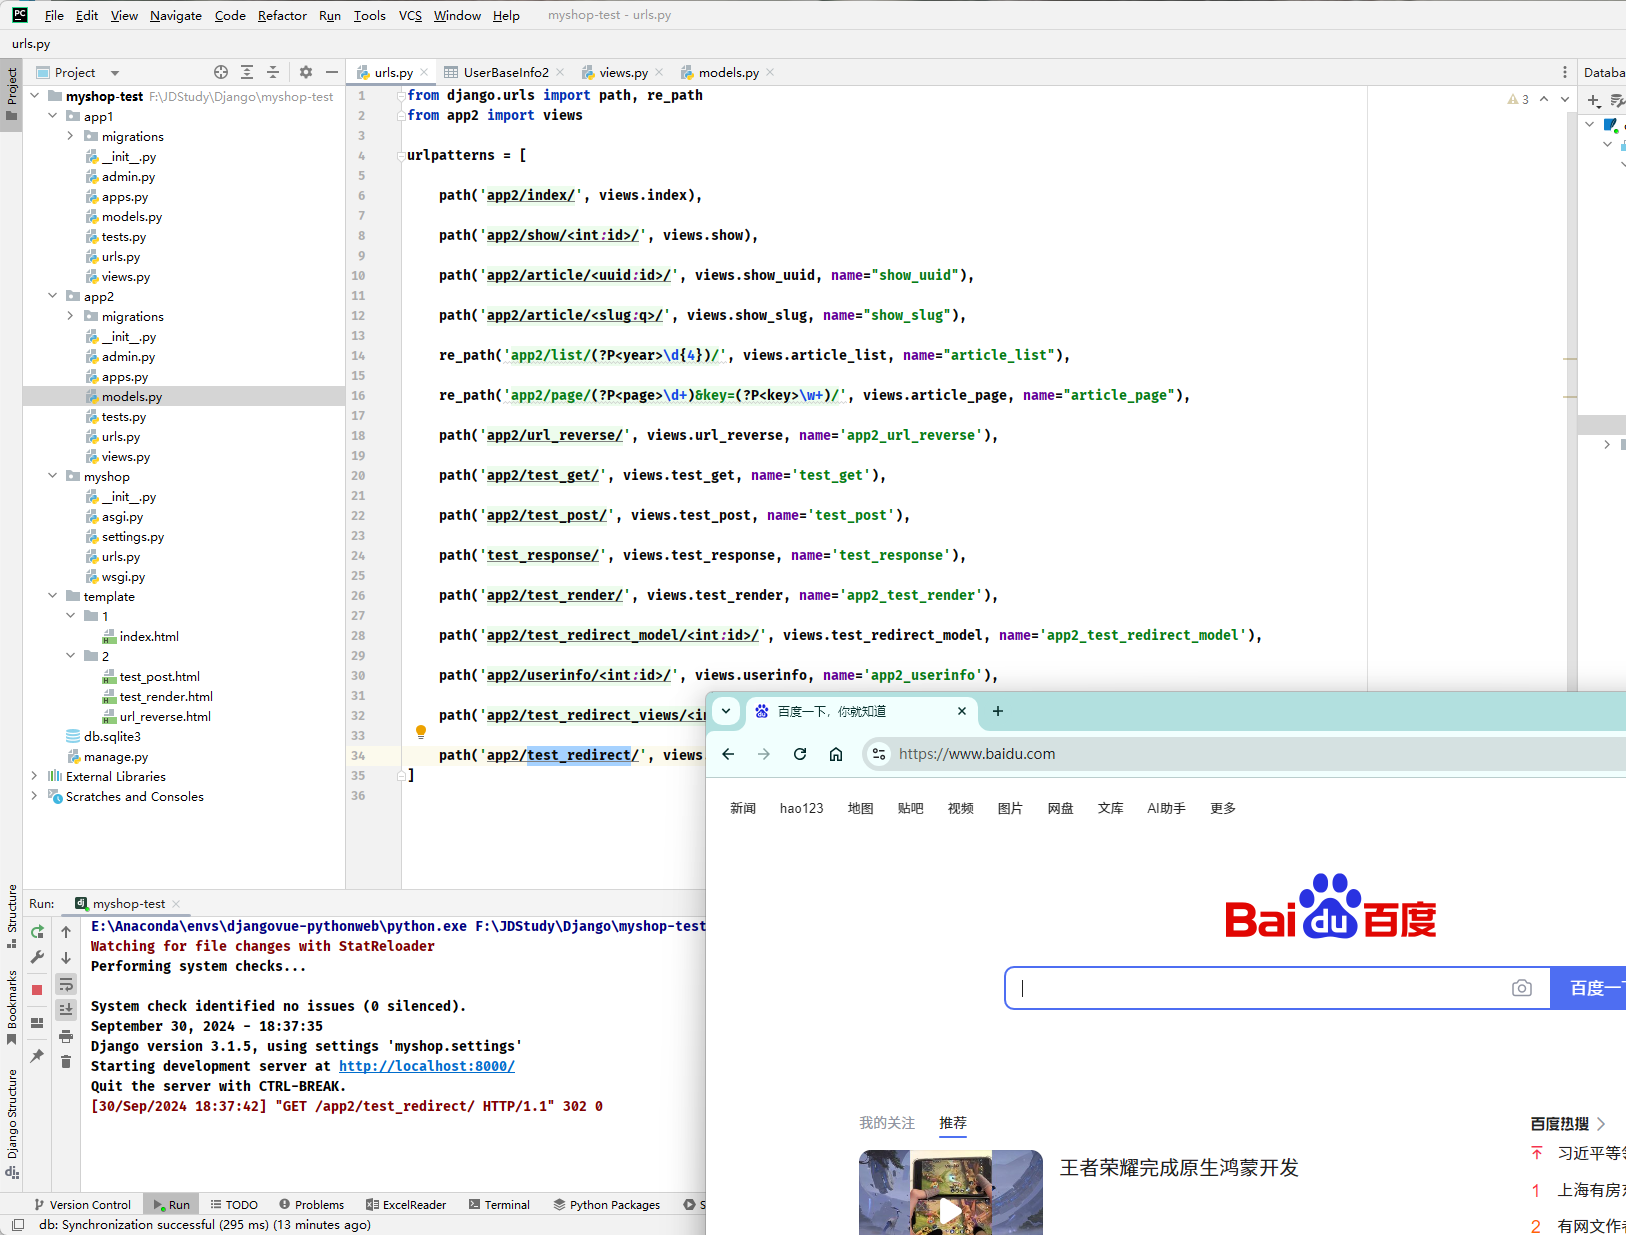 File Edit View Navigate Code Refactor Run Tools VCS Window Help myshop-test - urls.py
urls.py
Project
Project
urls.py
UserBaseInfo2
views.py
models.py
myshop-test F:\JDStudy\Django\myshop-test
app1
migrations
__init__.py
admin.py
apps.py
models.py
tests.py
urls.py
views.py
app2
migrations
__init__.py
admin.py
apps.py
models.py
tests.py
urls.py
views.py
myshop
__init__.py
asgi.py
settings.py
urls.py
wsgi.py
template
1
index.html
2
test_post.html
test_render.html
url_reverse.html
db.sqlite3
manage.py
External Libraries
Scratches and Consoles
3
1 from django.urls import path, re_path
2 from app2 import views
3
4 urlpatterns = [
5
6 path('app2/index/', views.index),
7
8 path('app2/show/<int:id>/', views.show),
9
10 path('app2/article/<uuid:id>/', views.show_uuid, name="show_uuid"),
11
12 path('app2/article/<slug:q>/', views.show_slug, name="show_slug"),
13
14 re_path('app2/list/(?P<year>\d{4})/', views.article_list, name="article_list"),
15
16 re_path('app2/page/(?P<page>\d+)&key=(?P<key>\w+)/', views.article_page, name="article_page"),
17
18 path('app2/url_reverse/', views.url_reverse, name='app2_url_reverse'),
19
20 path('app2/test_get/', views.test_get, name='test_get'),
21
22 path('app2/test_post/', views.test_post, name='test_post'),
23
24 path('test_response/', views.test_response, name='test_response'),
25
26 path('app2/test_render/', views.test_render, name='app2_test_render'),
27
28 path('app2/test_redirect_model/<int:id>/', views.test_redirect_model, name='app2_test_redirect_model'),
29
30 path('app2/userinfo/<int:id>/', views.userinfo, name='app2_userinfo'),
31
32 path('app2/test_redirect_views/<in
33
34 path('app2/test_redirect/', views.
35 ]
36
百度一下，你就知道
https://www.baidu.com
新闻 hao123 地图 贴吧 视频 图片 网盘 文库 AI助手 更多
Bai du 百度
百度一
我的关注 推荐
王者荣耀完成原生鸿蒙开发
百度热搜
习近平等
1 上海有房
2 有网文作
Structure
Bookmarks
Django Structure
Run: myshop-test
E:\Anaconda\envs\djangovue-pythonweb\python.exe F:\JDStudy\Django\myshop-test
Watching for file changes with StatReloader
Performing system checks...
System check identified no issues (0 silenced).
September 30, 2024 - 18:37:35
Django version 3.1.5, using settings 'myshop.settings'
Starting development server at http://localhost:8000/
Quit the server with CTRL-BREAK.
[30/Sep/2024 18:37:42] "GET /app2/test_redirect/ HTTP/1.1" 302 0
Version Control Run TODO Problems ExcelReader Terminal Python Packages S
db: Synchronization successful (295 ms) (13 minutes ago)